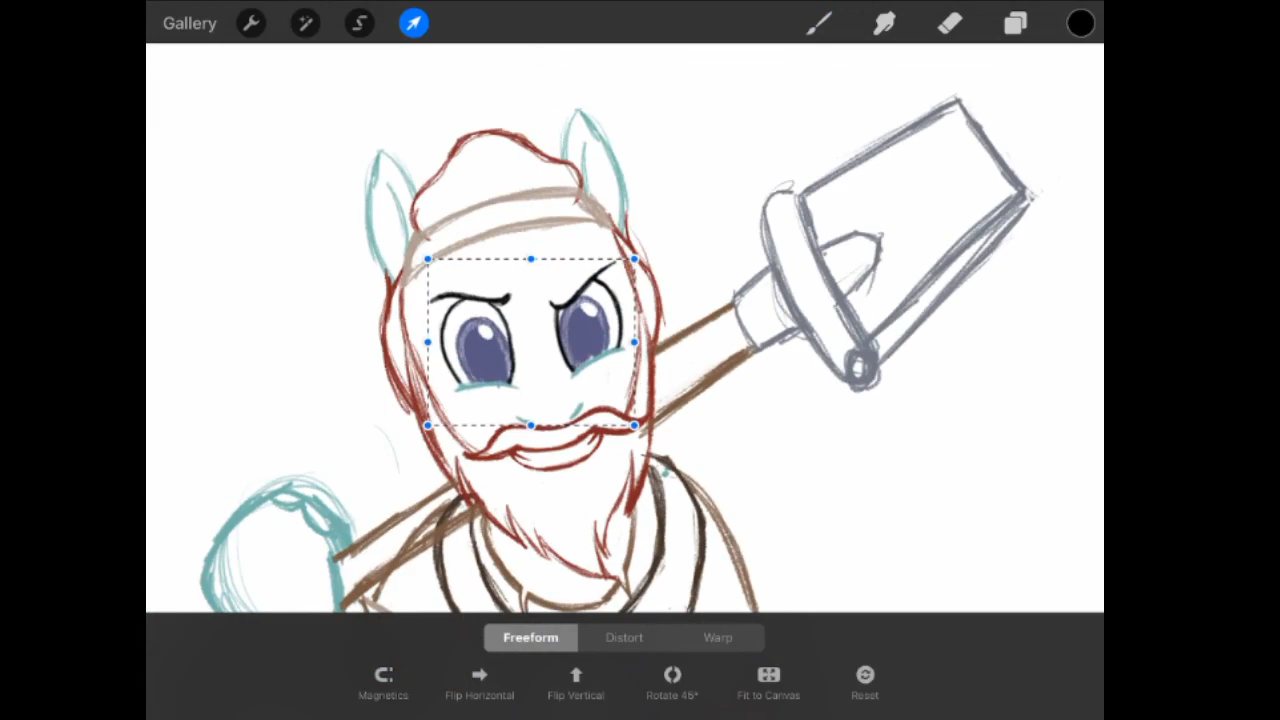 Gallery
Freeform Distort Warp
Magnetics Flip Horizontal Flip Vertical Rotate 45° Fit to Canvas Reset